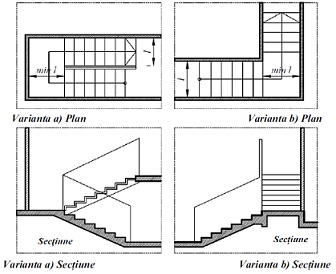 min l
l
l
min l
Varianta a) Plan
Varianta b) Plan
Secțiune
Secțiune
Varianta a) Secțiune
Varianta b) Secțiune